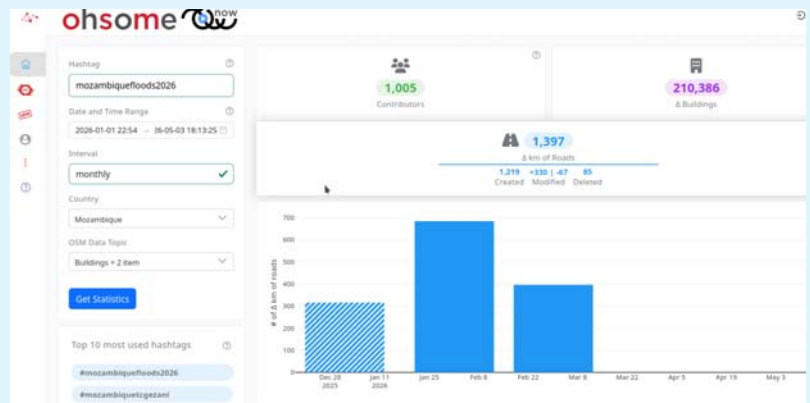 ohsome now
Hashtag
mozambiquefloods2026
Date and Time Range
2026-01-01 22:54 → 26-05-03 18:13:25
Interval
monthly
Country
Mozambique
OSM Data Topic
Buildings + 2 item
Get Statistics
Top 10 most used hashtags
#mozambiquefloods2026
#mozambiquetcgezani
1,005
Contributors
210,386
Δ Buildings
1,397
Δ km of Roads
1,219 +330 | -67 85
Created Modified Deleted
# of Δ km of roads
700
600
500
400
300
200
100
0
Dec 28 Jan 11 Jan 25 Feb 8 Feb 22 Mar 8 Mar 22 Apr 5 Apr 19 May 3
2025 2026